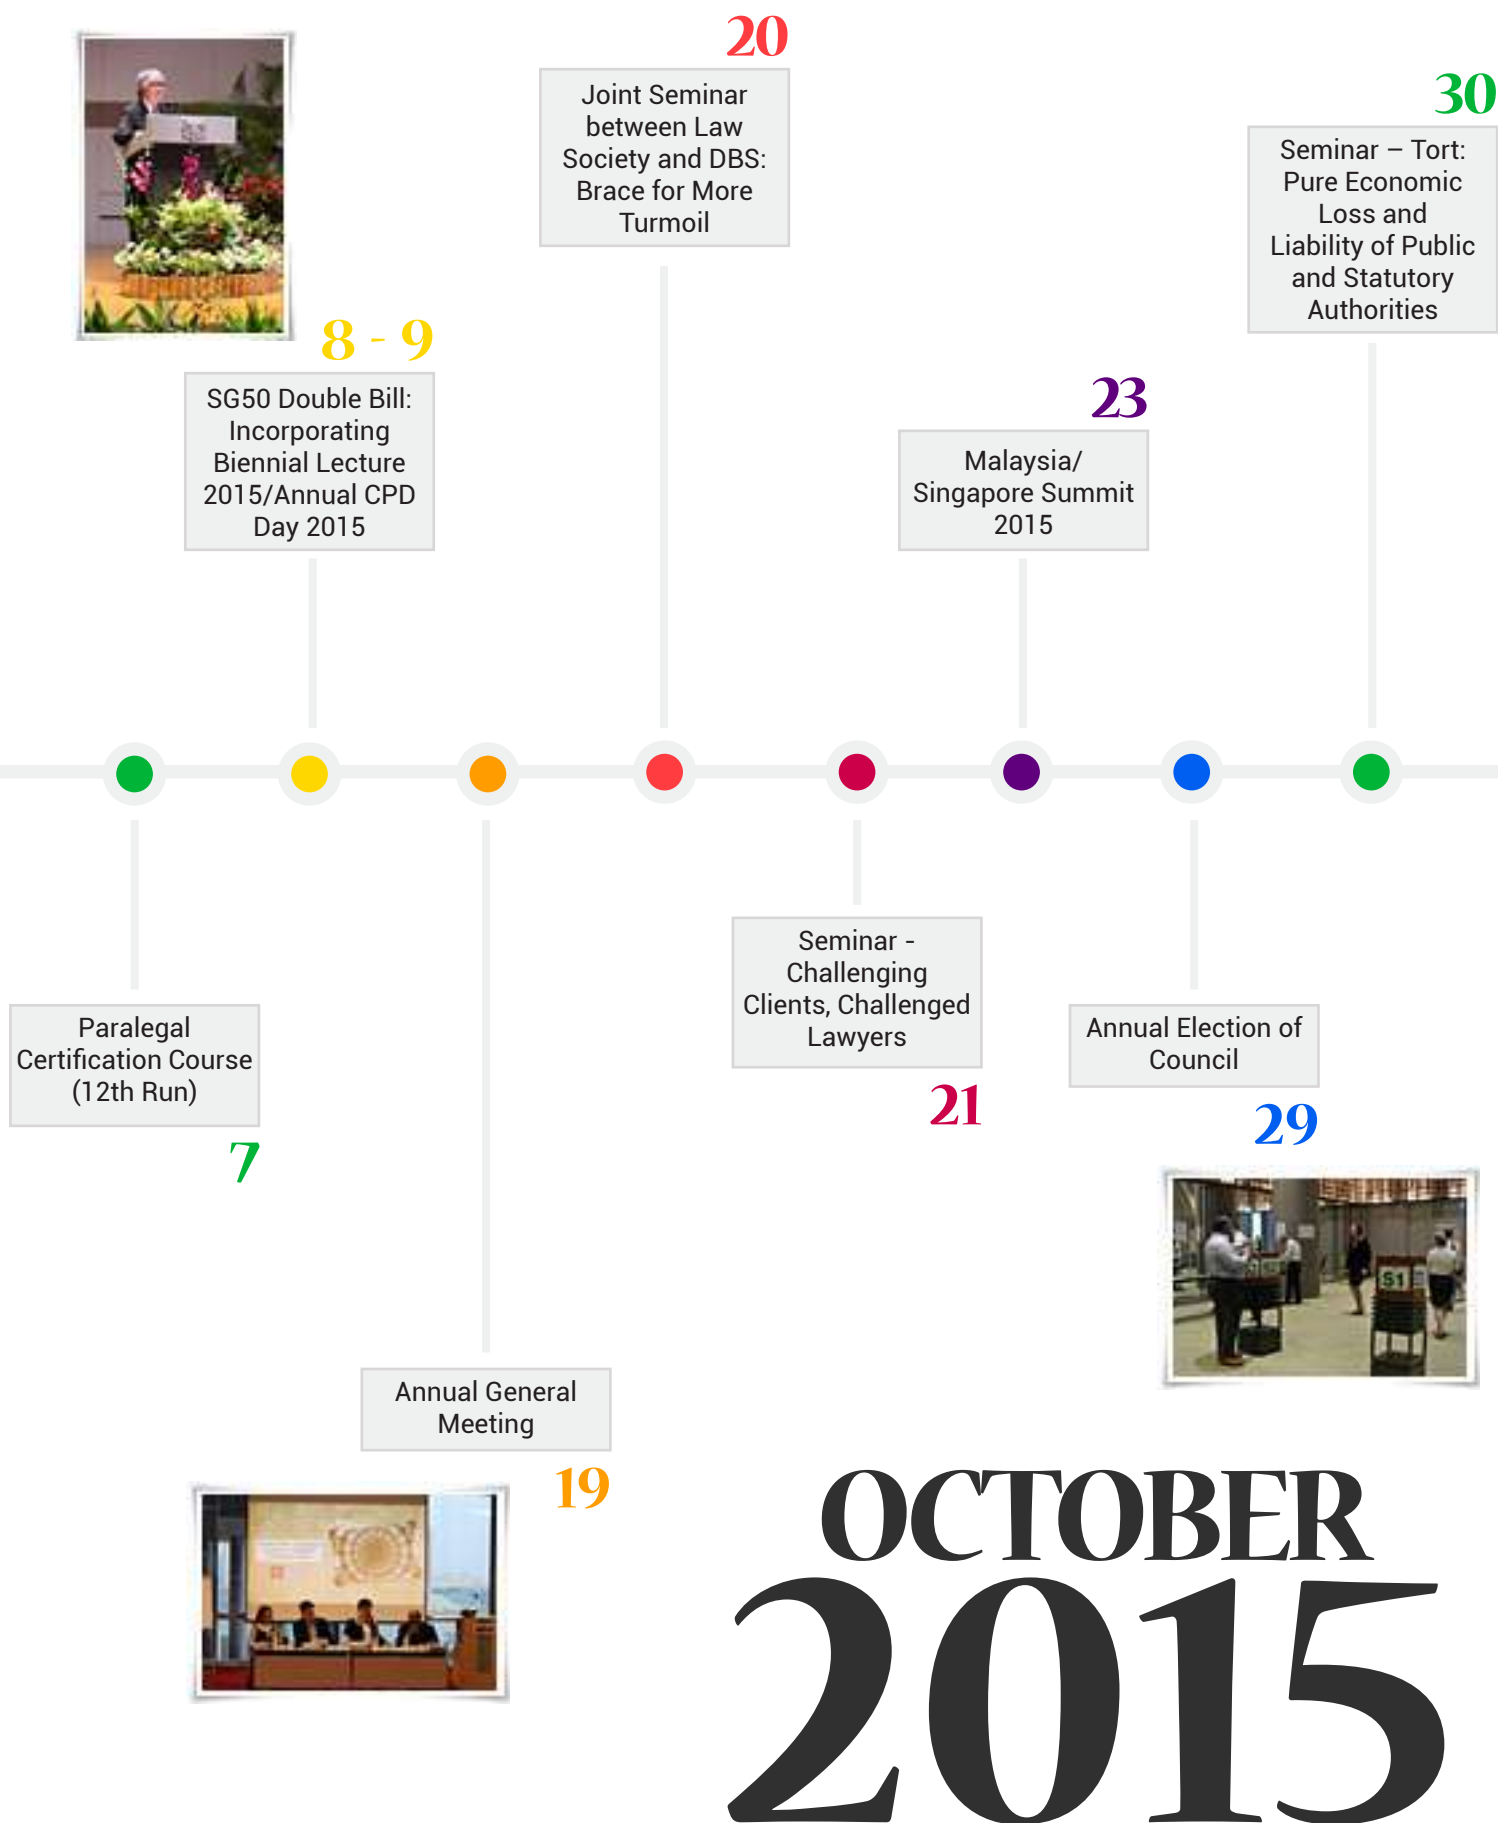 20
Joint Seminar
between Law
Society and DBS:
Brace for More
Turmoil
30
Seminar – Tort:
Pure Economic
Loss and
Liability of Public
and Statutory
Authorities
8 - 9
SG50 Double Bill:
Incorporating
Biennial Lecture
2015/Annual CPD
Day 2015
23
Malaysia/
Singapore Summit
2015
Seminar -
Challenging
Clients, Challenged
Lawyers
21
Paralegal
Certification Course
(12th Run)
7
Annual Election of
Council
29
S1
Annual General
Meeting
19
OCTOBER
2015